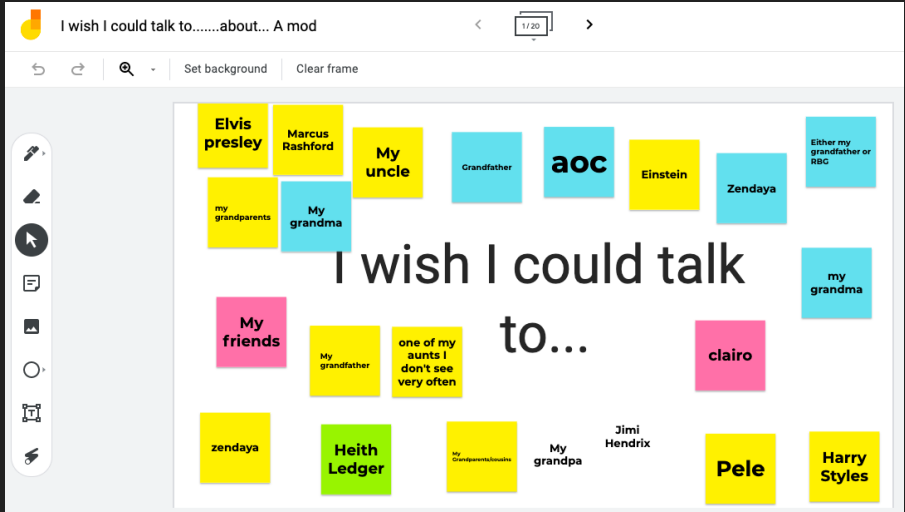 I wish I could talk to.......about... A mod
1/20
Set background
Clear frame
Elvis
presley
Marcus
Rashford
My
uncle
Grandfather
aoc
Einstein
Zendaya
Either my
grandfather or
RBG
my
grandparents
My
grandma
I wish I could talk
to...
my
grandma
My
friends
My
grandfather
one of my
aunts I
don't see
very often
clairo
zendaya
Heith
Ledger
My
Grandparents/cousins
My
grandpa
Jimi
Hendrix
Pele
Harry
Styles